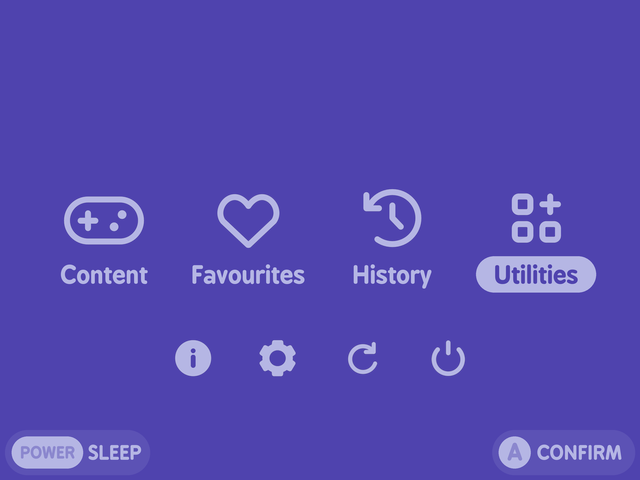 Content
Favourites
History
Utilities
POWER SLEEP
A CONFIRM